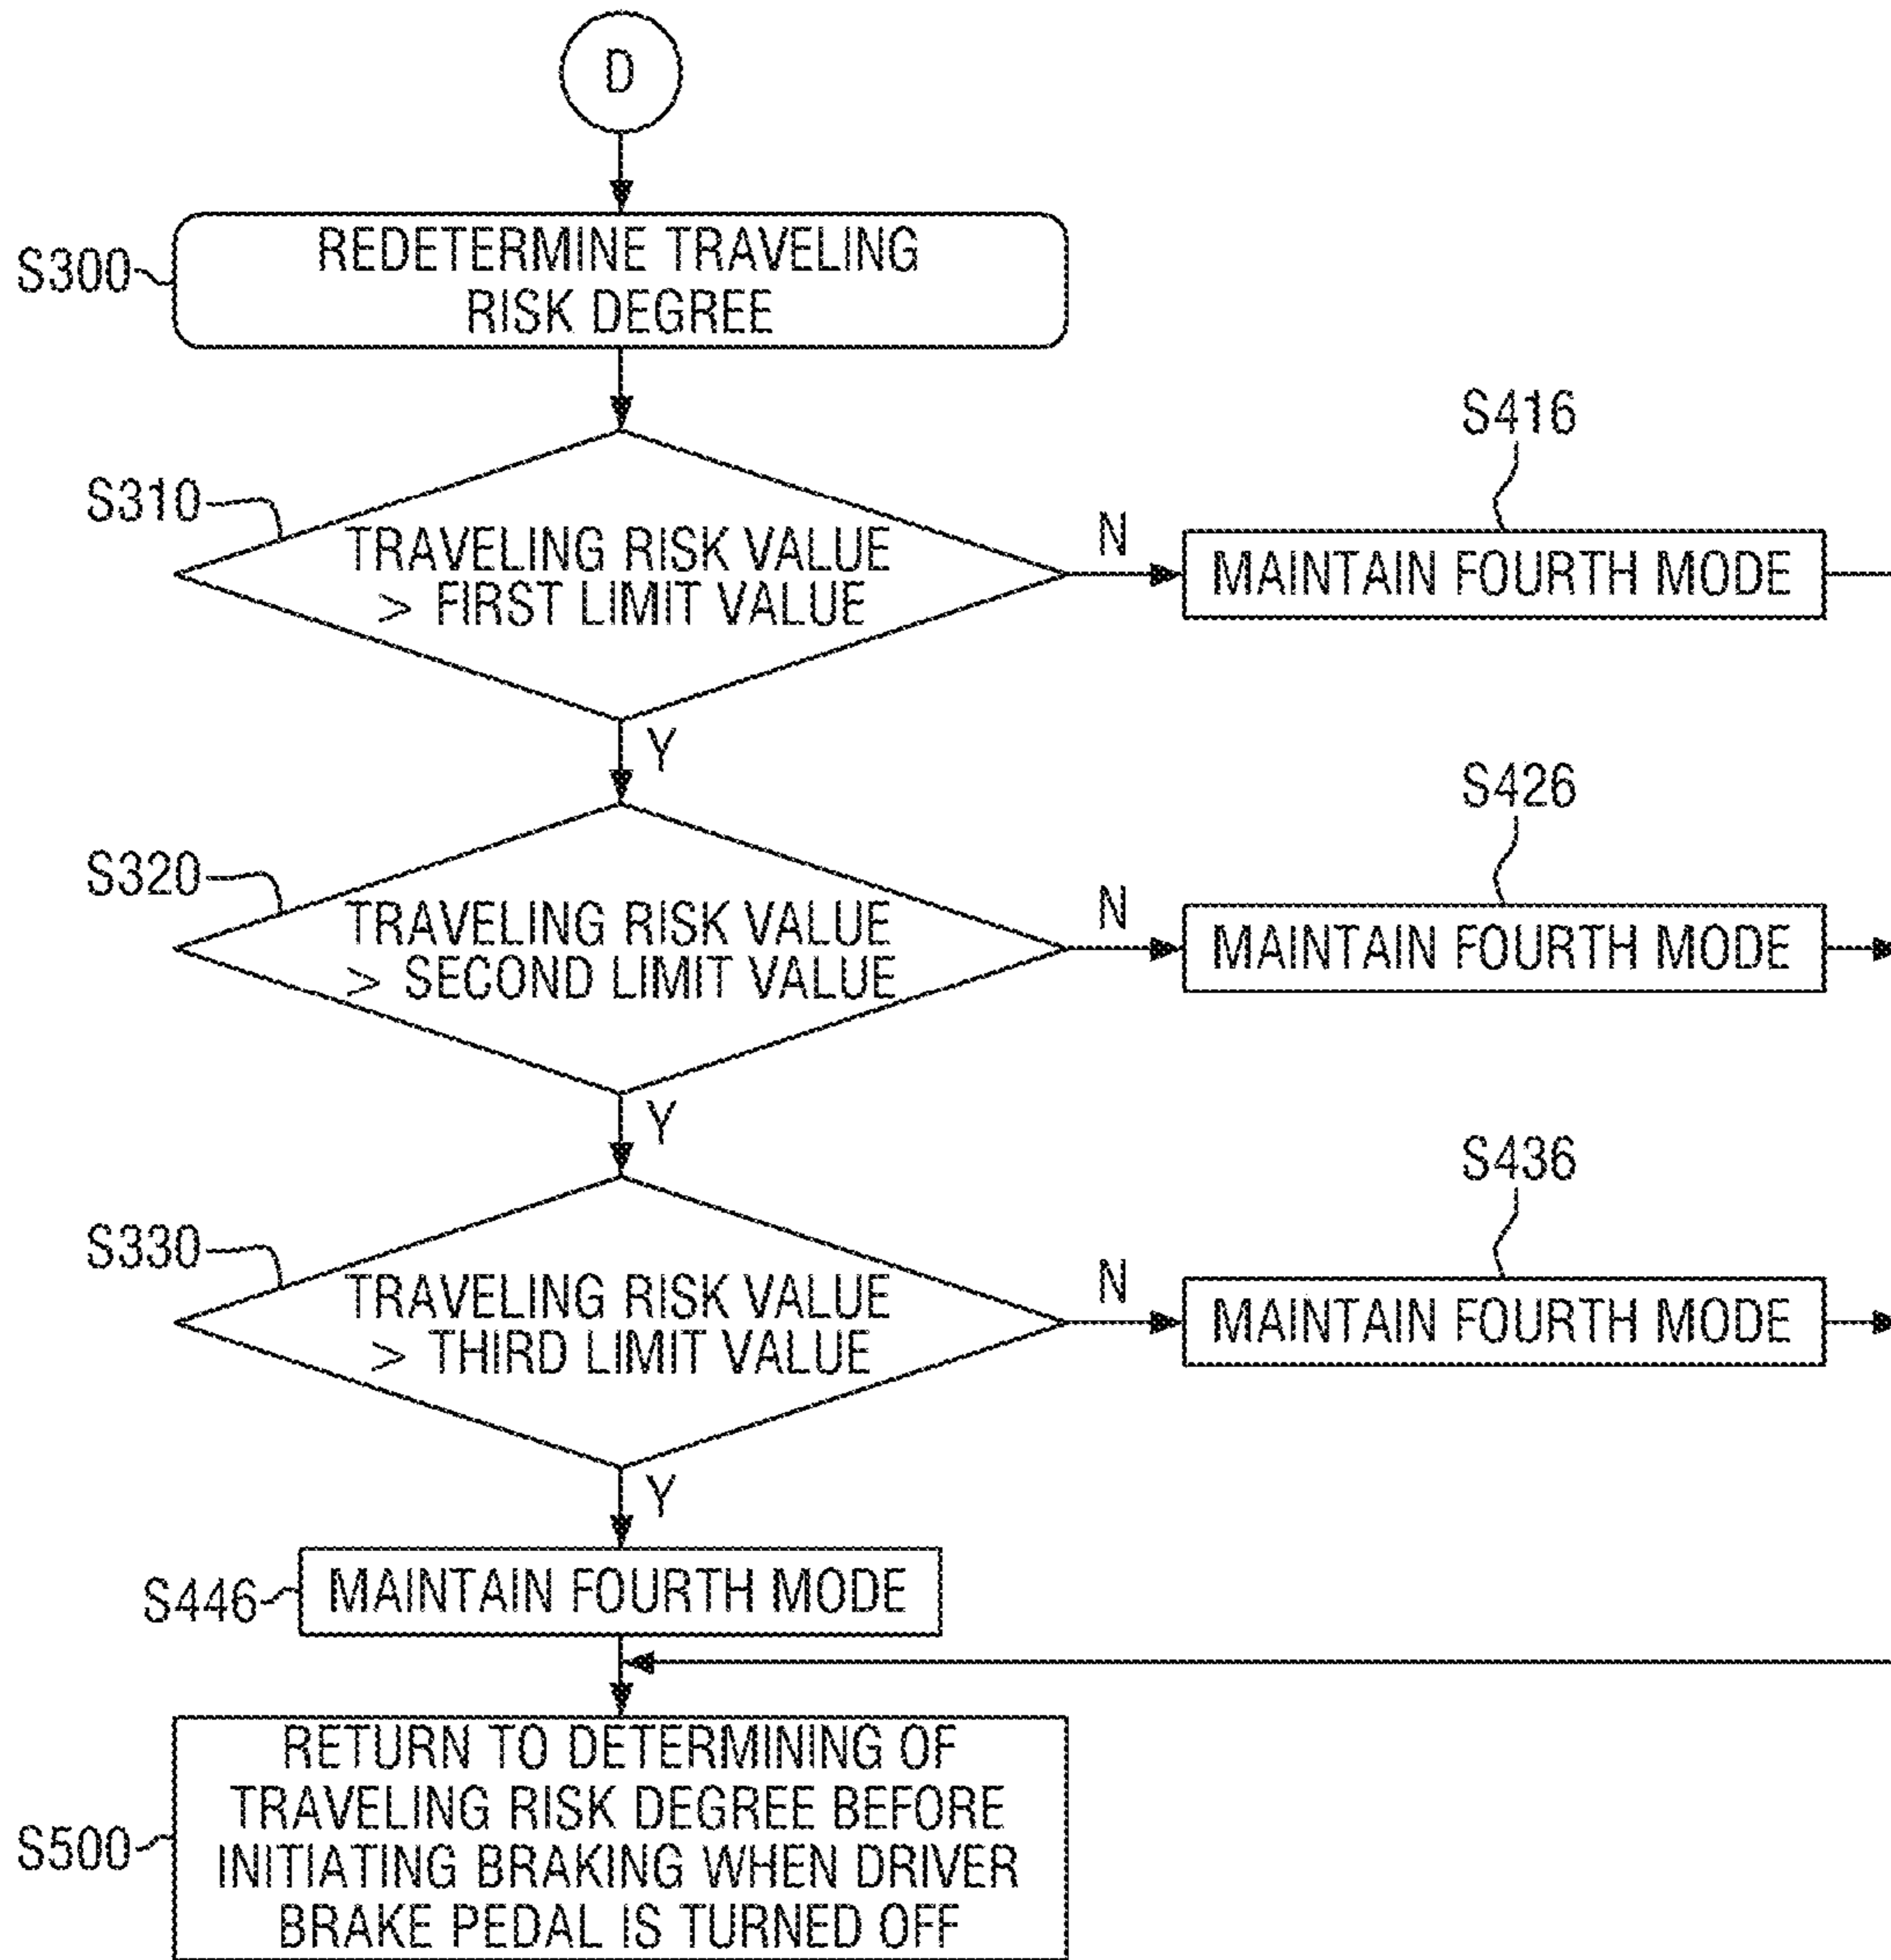 D
S300
REDETERMINE TRAVELING
RISK DEGREE
S310
TRAVELING RISK VALUE
> FIRST LIMIT VALUE
N
S416
MAINTAIN FOURTH MODE
Y
S320
TRAVELING RISK VALUE
> SECOND LIMIT VALUE
N
S426
MAINTAIN FOURTH MODE
Y
S330
TRAVELING RISK VALUE
> THIRD LIMIT VALUE
N
S436
MAINTAIN FOURTH MODE
Y
S446
MAINTAIN FOURTH MODE
S500
RETURN TO DETERMINING OF
TRAVELING RISK DEGREE BEFORE
INITIATING BRAKING WHEN DRIVER
BRAKE PEDAL IS TURNED OFF